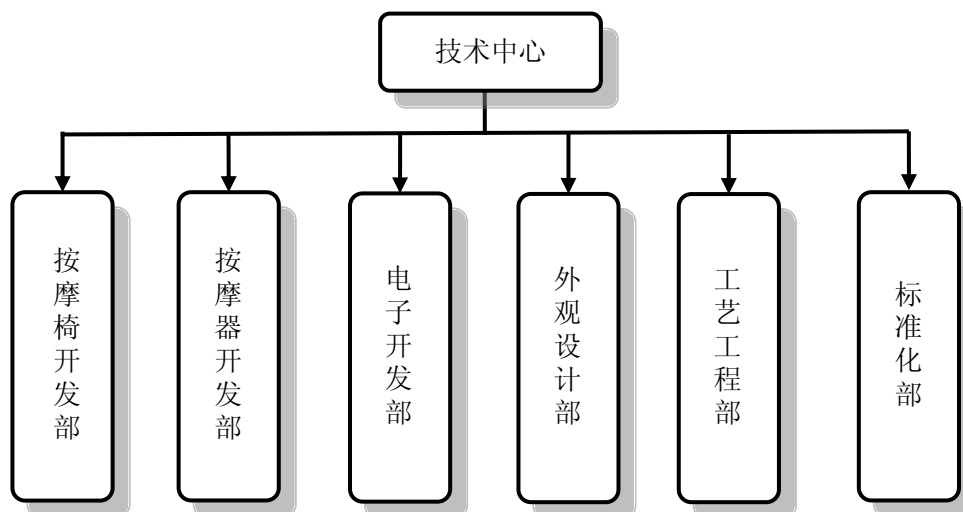 技术中心
按摩椅开发部
按摩器开发部
电子开发部
外观设计部
工艺工程部
标准化部